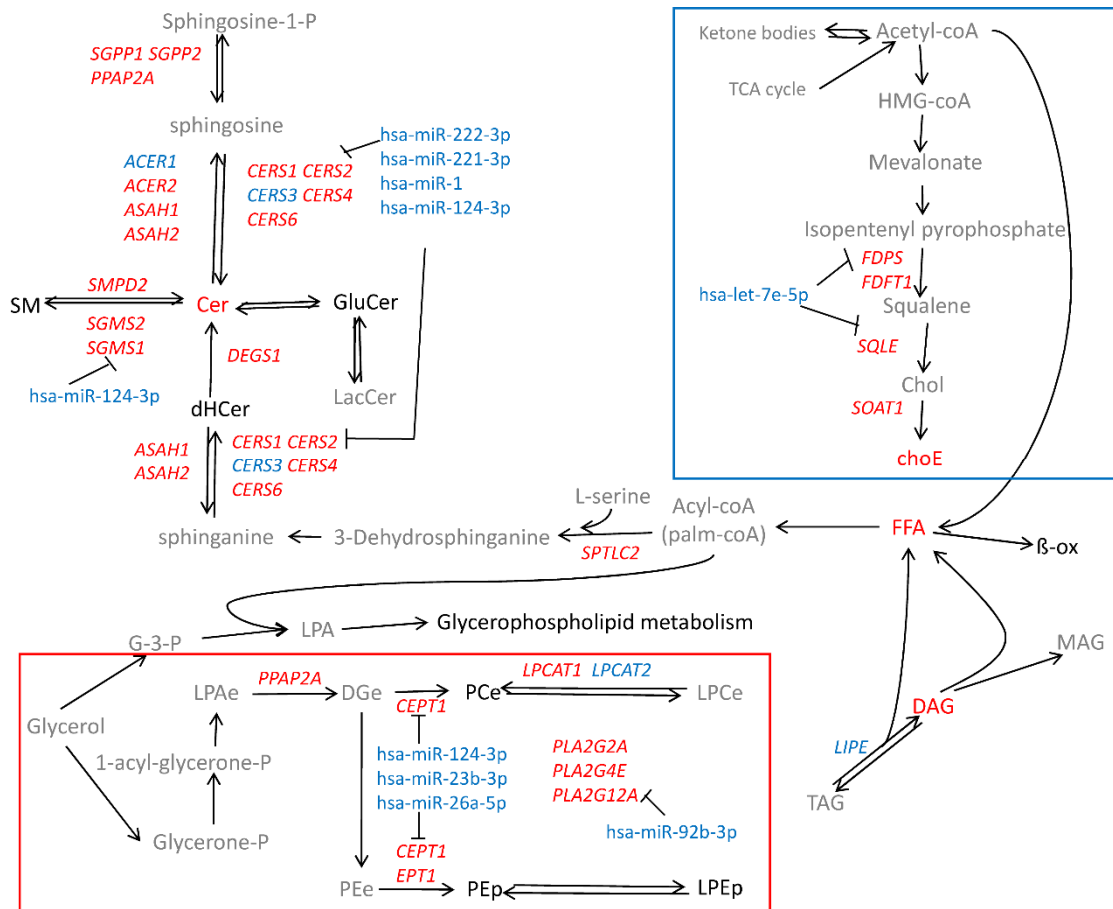 Sphingosine-1-P
SGPP1 SGPP2
PPAP2A
sphingosine
ACER1
ACER2
ASAH1
ASAH2
CERS1 CERS2
CERS3 CERS4
CERS6
hsa-miR-222-3p
hsa-miR-221-3p
hsa-miR-1
hsa-miR-124-3p
SM
SMPD2
SGMS2
SGMS1
hsa-miR-124-3p
Cer
GluCer
LacCer
DEGS1
dHCer
ASAH1
ASAH2
CERS1 CERS2
CERS3 CERS4
CERS6
sphinganine
3-Dehydrosphinganine
L-serine
SPTLC2
Acyl-coA
(palm-coA)
FFA
ß-ox
Ketone bodies
Acetyl-coA
TCA cycle
HMG-coA
Mevalonate
Isopentenyl pyrophosphate
FDPS
FDFT1
hsa-let-7e-5p
Squalene
SQLE
Chol
SOAT1
choE
MAG
DAG
LIPE
TAG
G-3-P
LPA
Glycerophospholipid metabolism
Glycerol
LPAe
PPAP2A
DGe
CEPT1
PCe
LPCAT1 LPCAT2
LPCe
1-acyl-glycerone-P
Glycerone-P
hsa-miR-124-3p
hsa-miR-23b-3p
hsa-miR-26a-5p
PLA2G2A
PLA2G4E
PLA2G12A
hsa-miR-92b-3p
CEPT1
EPT1
PEe
PEp
LPEp